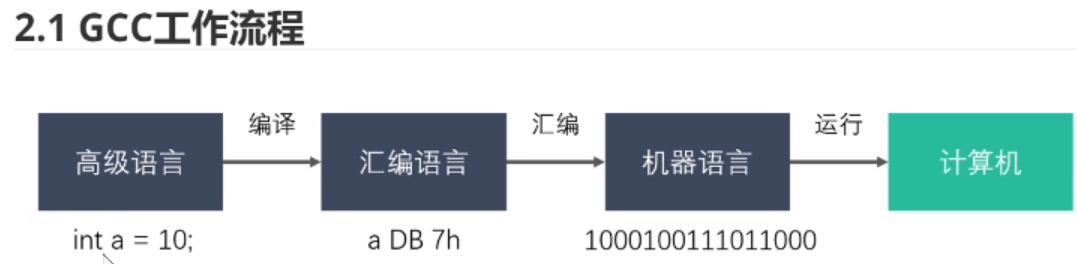 2.1 GCC工作流程
编译 汇编 运行
高级语言 汇编语言 机器语言 计算机
int a = 10; a DB 7h 1000100111011000